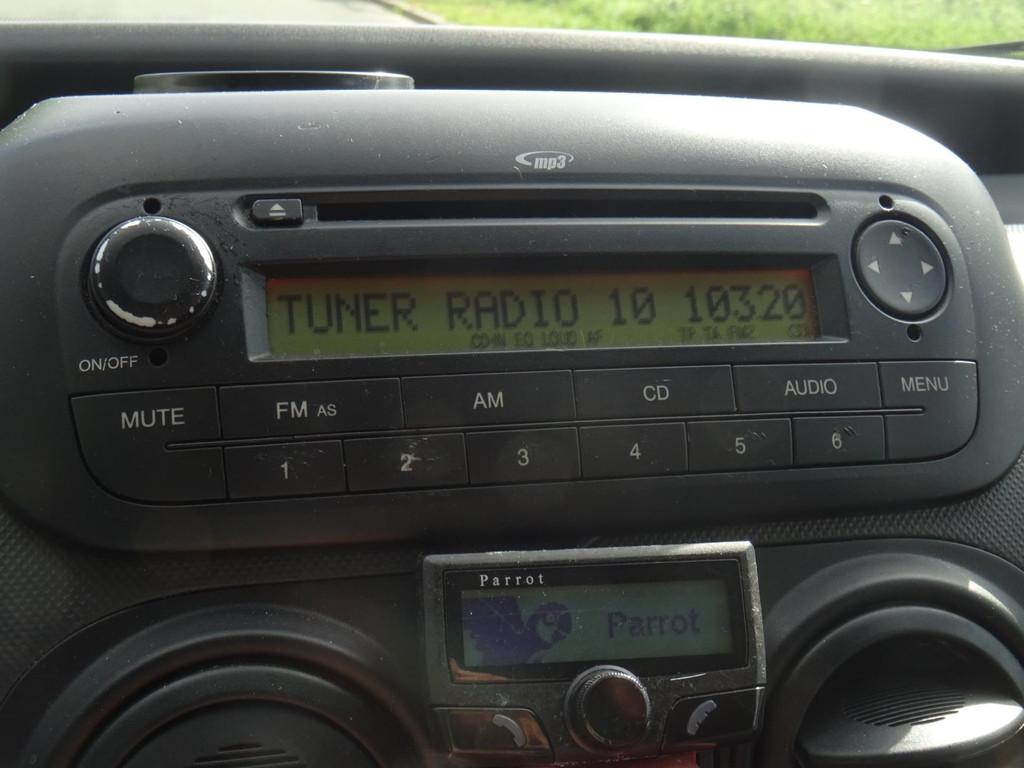 mp3
TUNER RADIO 10 103.20
CD-IN EQ LOUD AF TP TA
ON/OFF
MUTE FM AS AM CD AUDIO MENU
1 2 3 4 5 6
Parrot
Parrot